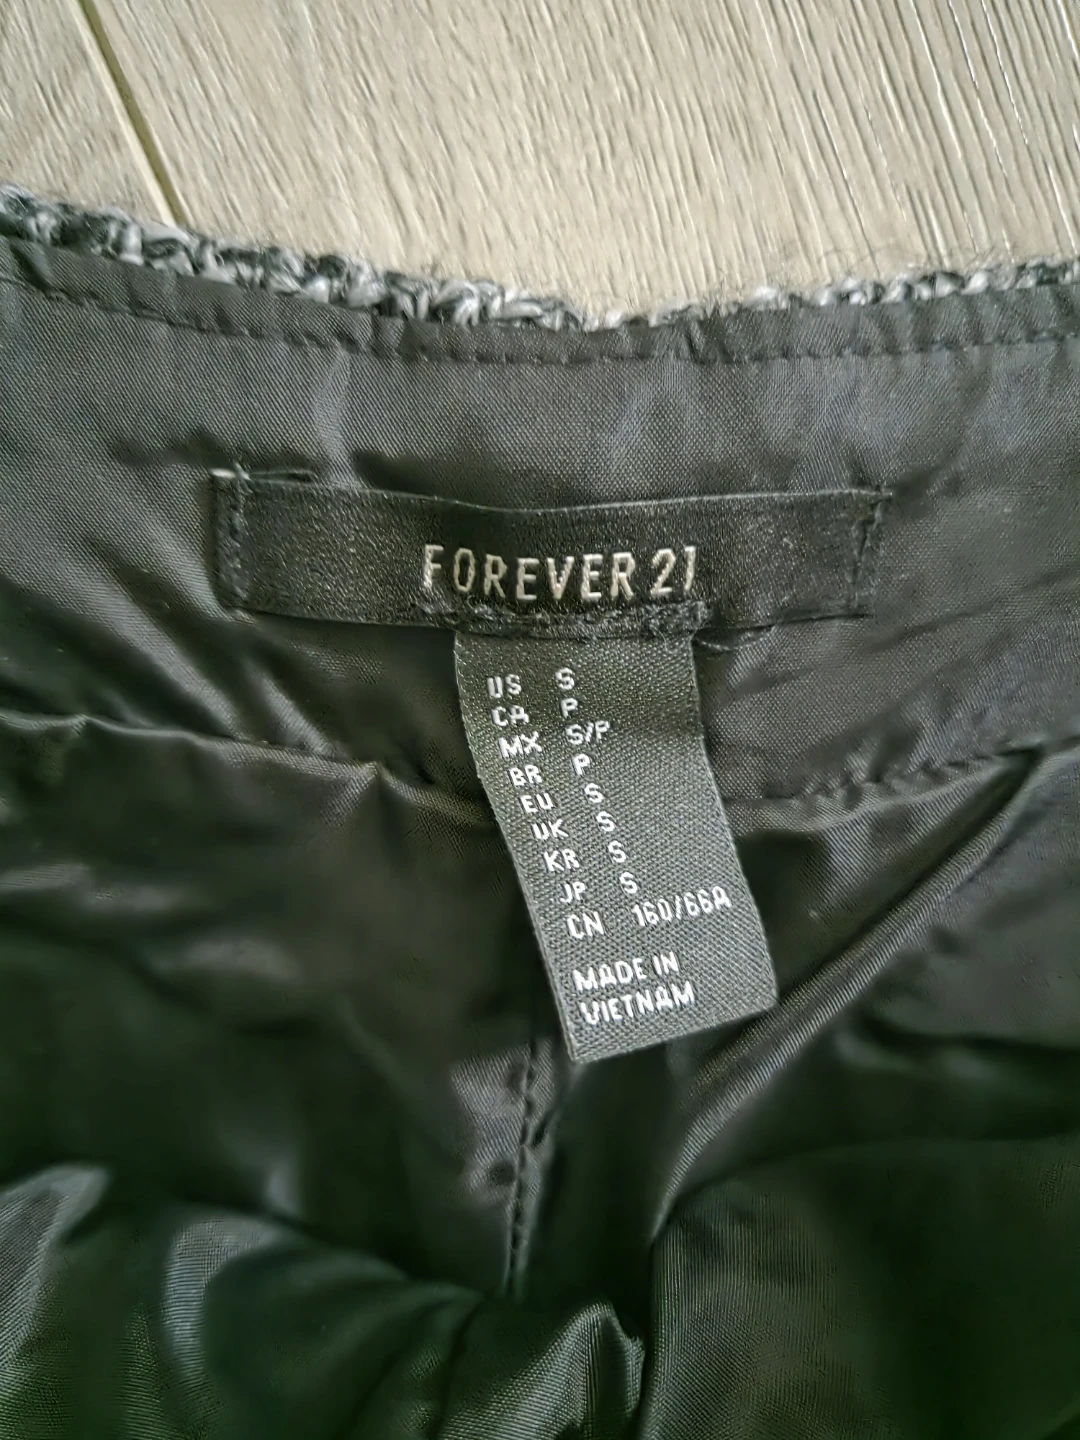 FOREVER 21
US S
CA P
MX S/P
BR P
EU S
UK S
KR S
JP S
CN 160/66A
MADE IN
VIETNAM